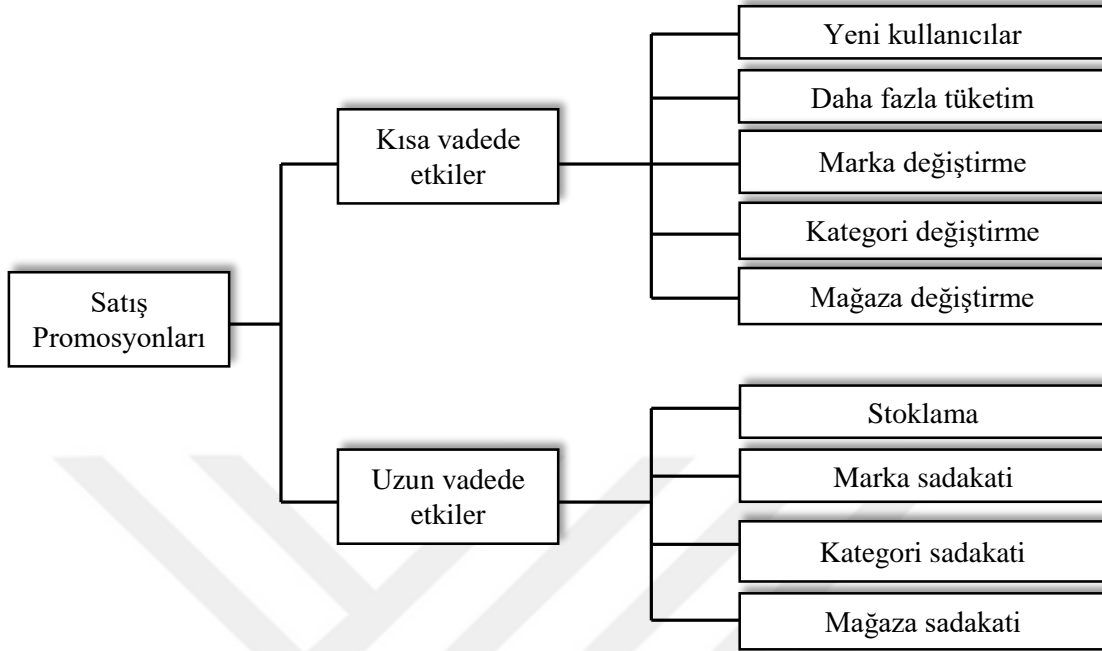 Yeni kullanıcılar
Daha fazla tüketim
Kısa vadede
etkiler
Marka değiştirme
Kategori değiştirme
Mağaza değiştirme
Satış
Promosyonları
Stoklama
Uzun vadede
etkiler
Marka sadakati
Kategori sadakati
Mağaza sadakati